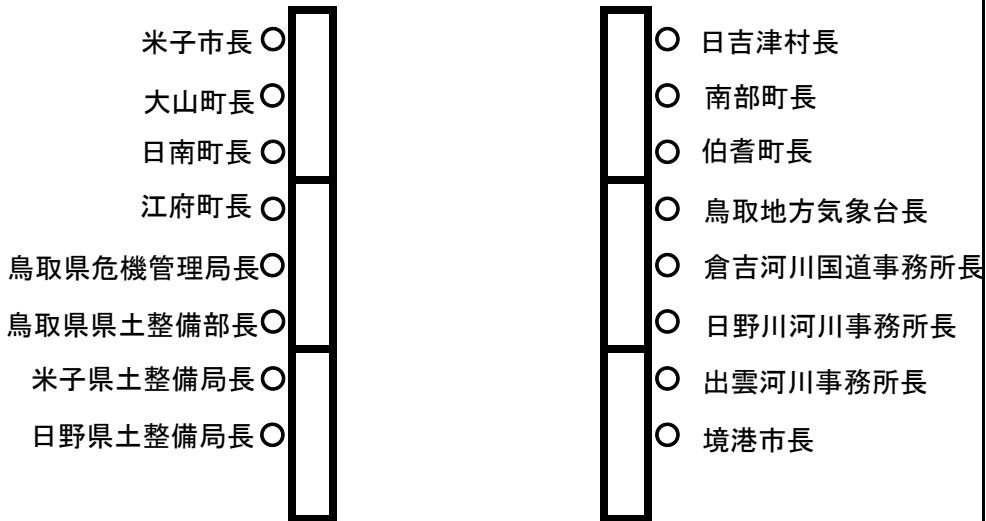 米子市長
大山町長
日南町長
江府町長
鳥取県危機管理局長
鳥取県県土整備部長
米子県土整備局長
日野県土整備局長
日吉津村長
南部町長
伯耆町長
鳥取地方気象台長
倉吉河川国道事務所長
日野川河川事務所長
出雲河川事務所長
境港市長